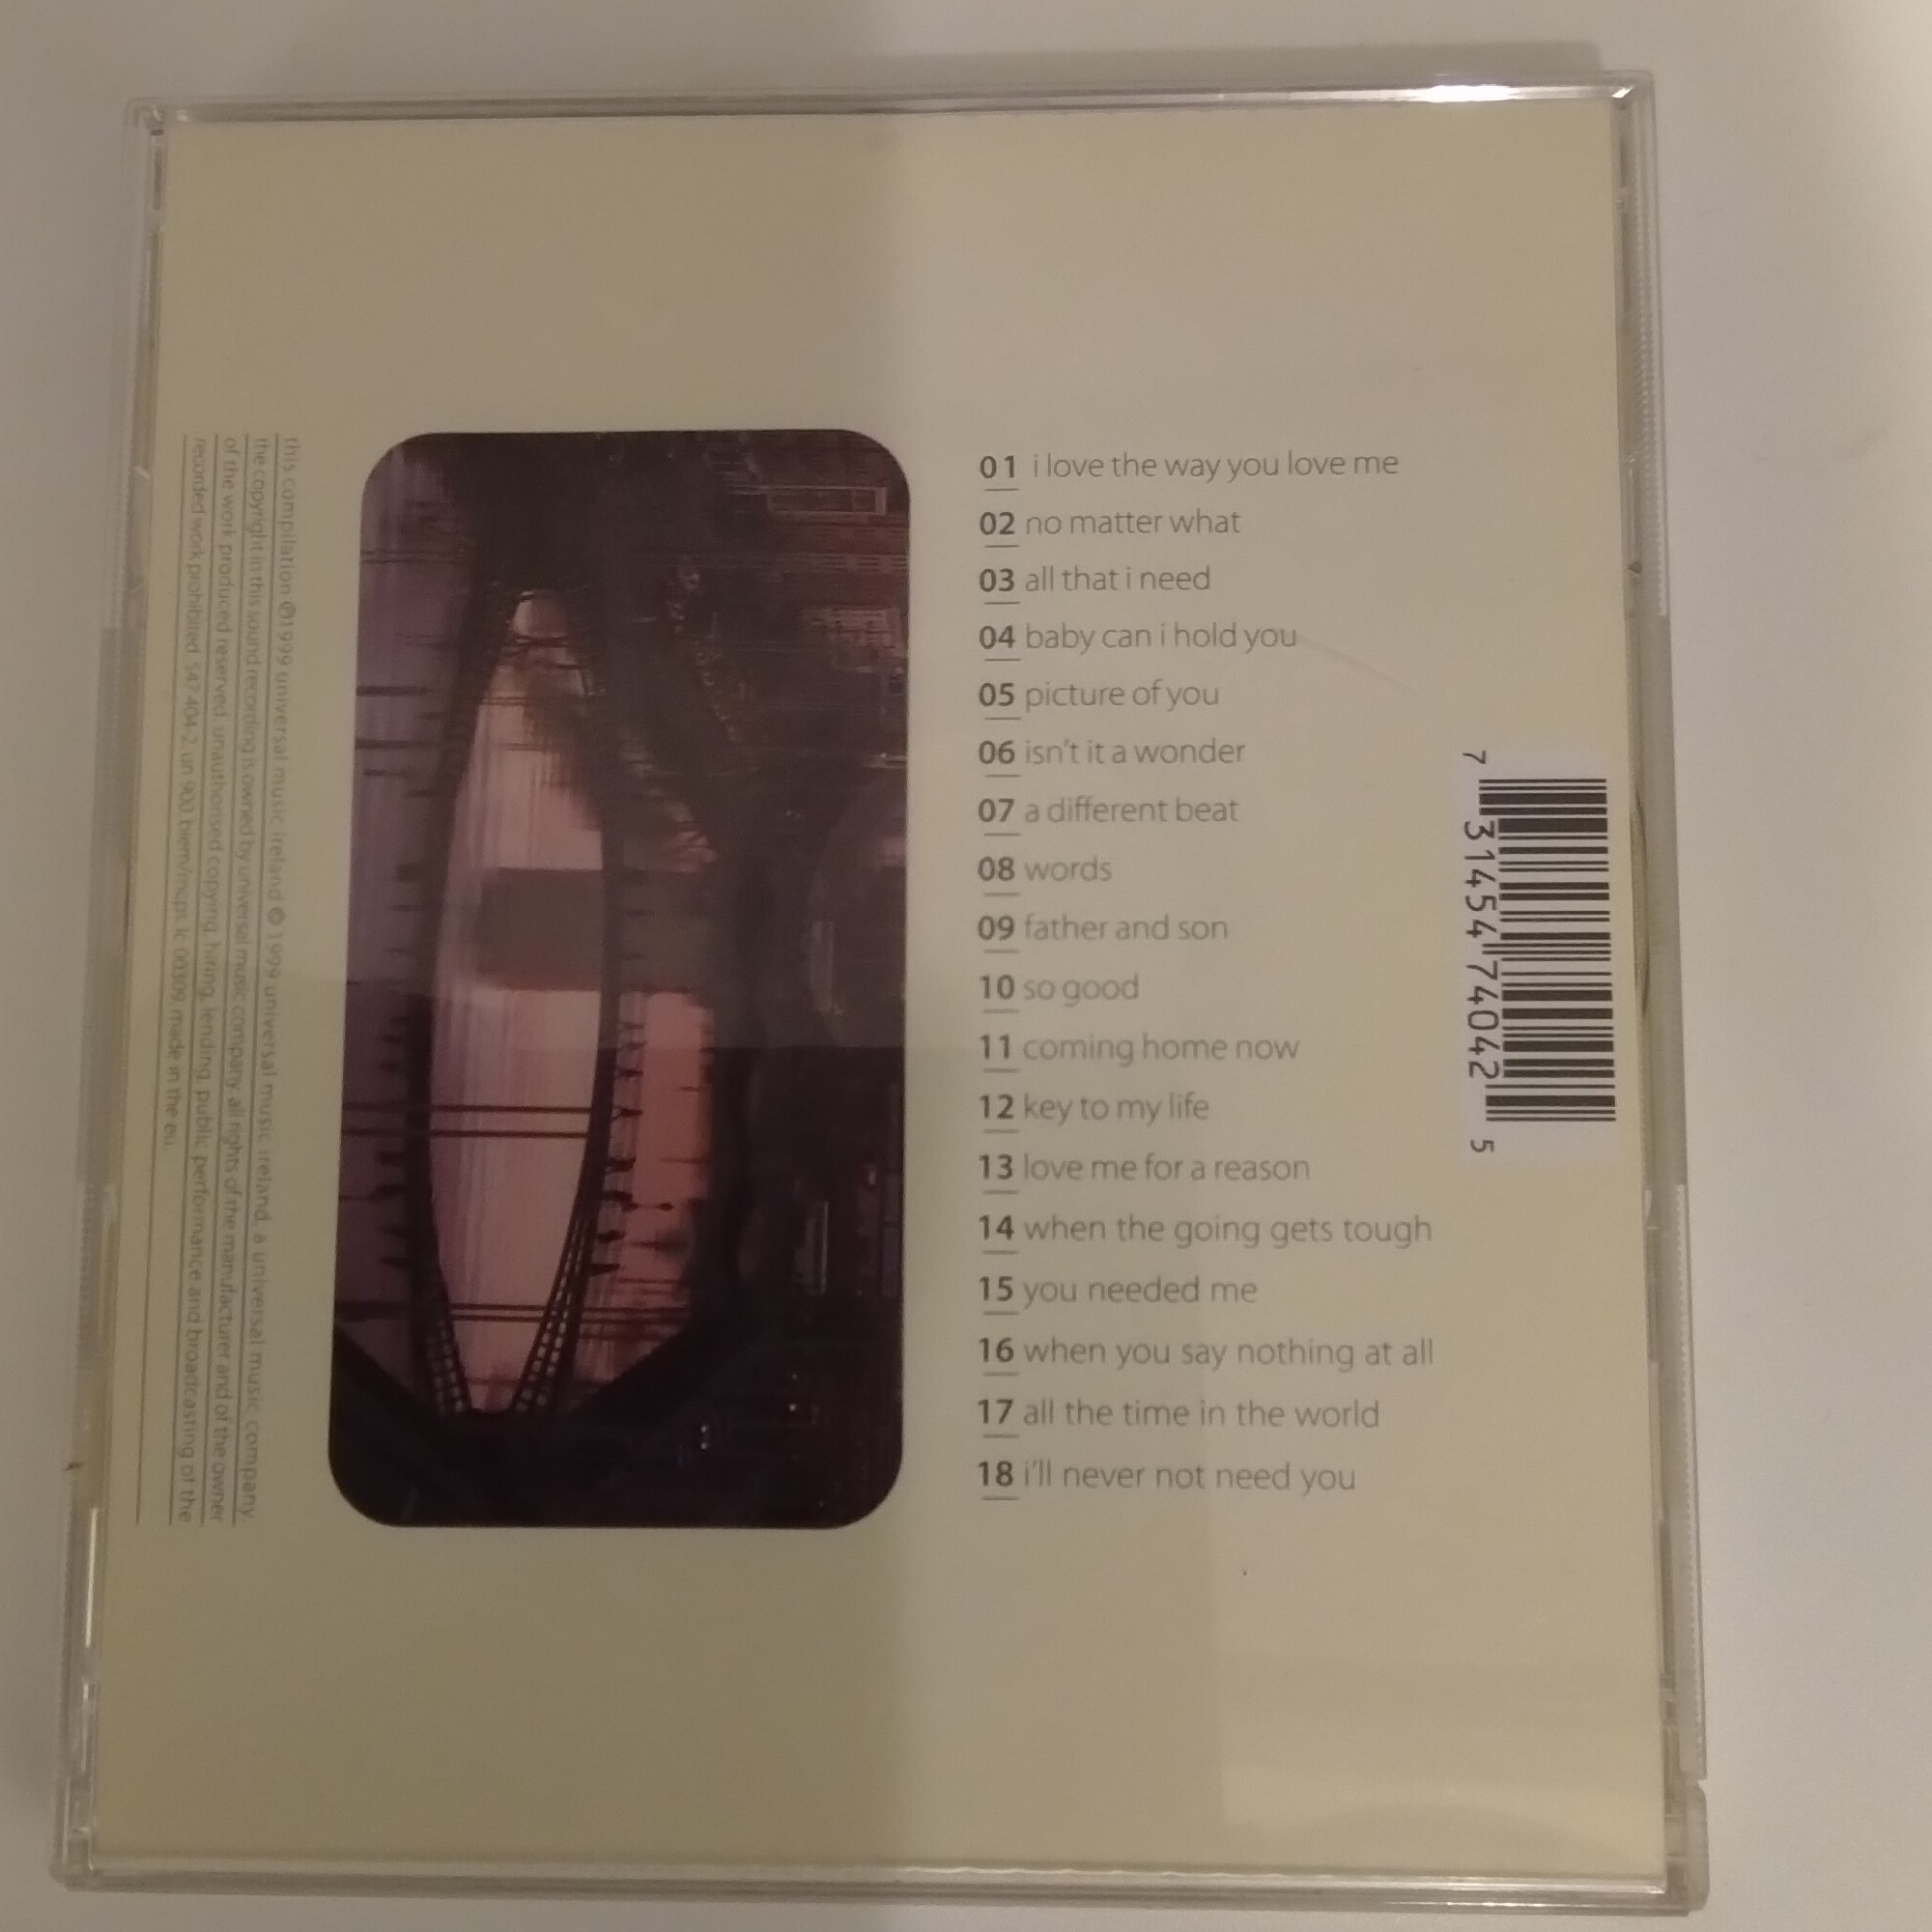 01 i love the way you love me
02 no matter what
03 all that i need
04 baby can i hold you
05 picture of you
06 isn't it a wonder
07 a different beat
08 words
09 father and son
10 so good
11 coming home now
12 key to my life
13 love me for a reason
14 when the going gets tough
15 you needed me
16 when you say nothing at all
17 all the time in the world
18 i'll never not need you
7 31454 74042 5
this compilation ℗1999 universal music ireland © 1999 universal music ireland, a universal music company.
the copyright in this sound recording is owned by universal music company. all rights of the manufacturer and of the owner
of the work produced reserved. unauthorised copying, hiring, lending, public performance and broadcasting of the
recorded work prohibited. 547 404-2. un 900. biem/mcps. lc 00309. made in the eu.